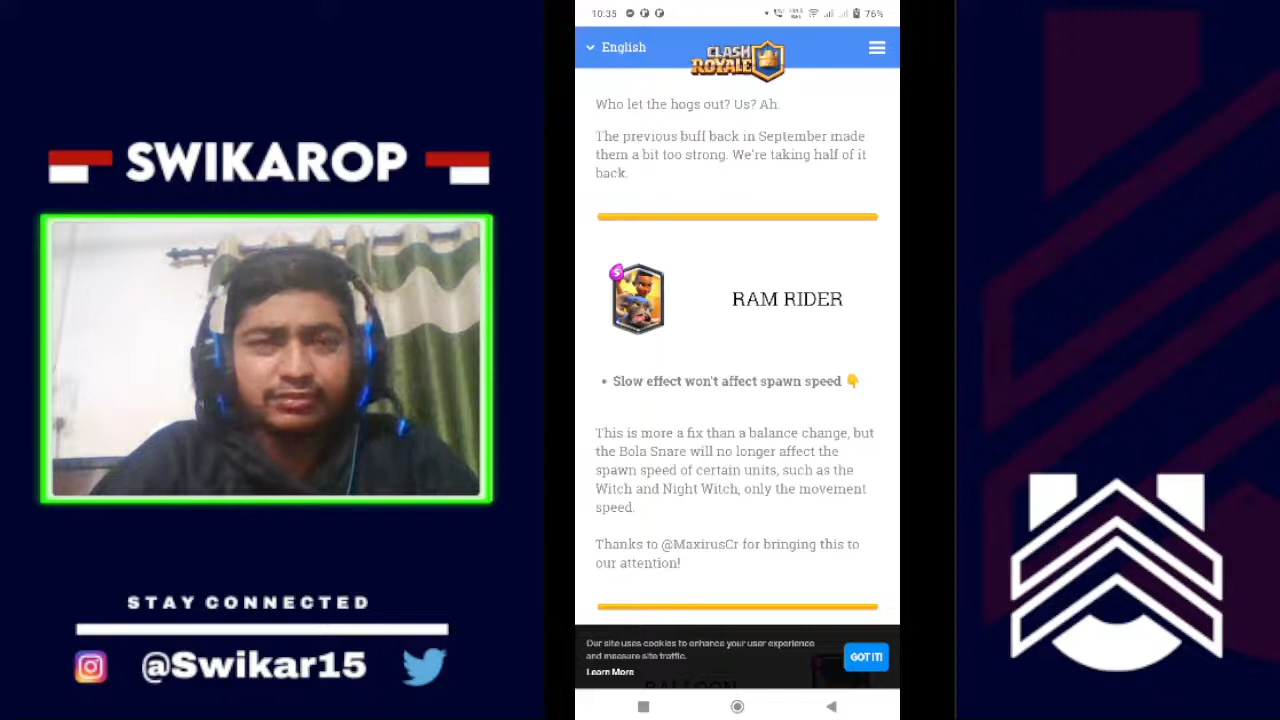 SWIKAROP
STAY CONNECTED
@Swikar15
10:35
76%
English
CLASH
ROYALE
Who let the hogs out? Us? Ah.
The previous buff back in September made
them a bit too strong. We're taking half of it
back.
5
RAM RIDER
• Slow effect won't affect spawn speed 👇
This is more a fix than a balance change, but
the Bola Snare will no longer affect the
spawn speed of certain units, such as the
Witch and Night Witch, only the movement
speed.
Thanks to @MaxirusCr for bringing this to
our attention!
Our site uses cookies to enhance your user experience
and measure site traffic.
Learn More
GOT IT!
BALLOON